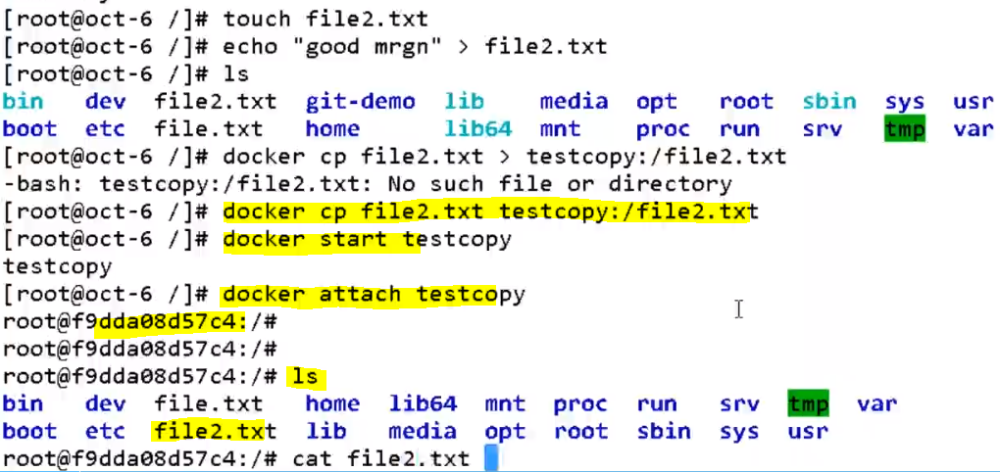 [root@oct-6 /]# touch file2.txt
[root@oct-6 /]# echo "good mrgn" > file2.txt
[root@oct-6 /]# ls
bin dev file2.txt git-demo lib media opt root sbin sys usr
boot etc file.txt home lib64 mnt proc run srv tmp var
[root@oct-6 /]# docker cp file2.txt > testcopy:/file2.txt
-bash: testcopy:/file2.txt: No such file or directory
[root@oct-6 /]# docker cp file2.txt testcopy:/file2.txt
[root@oct-6 /]# docker start testcopy
testcopy
[root@oct-6 /]# docker attach testcopy
root@f9dda08d57c4:/#
root@f9dda08d57c4:/#
root@f9dda08d57c4:/# ls
bin dev file.txt home lib64 mnt proc run srv tmp var
boot etc file2.txt lib media opt root sbin sys usr
root@f9dda08d57c4:/# cat file2.txt